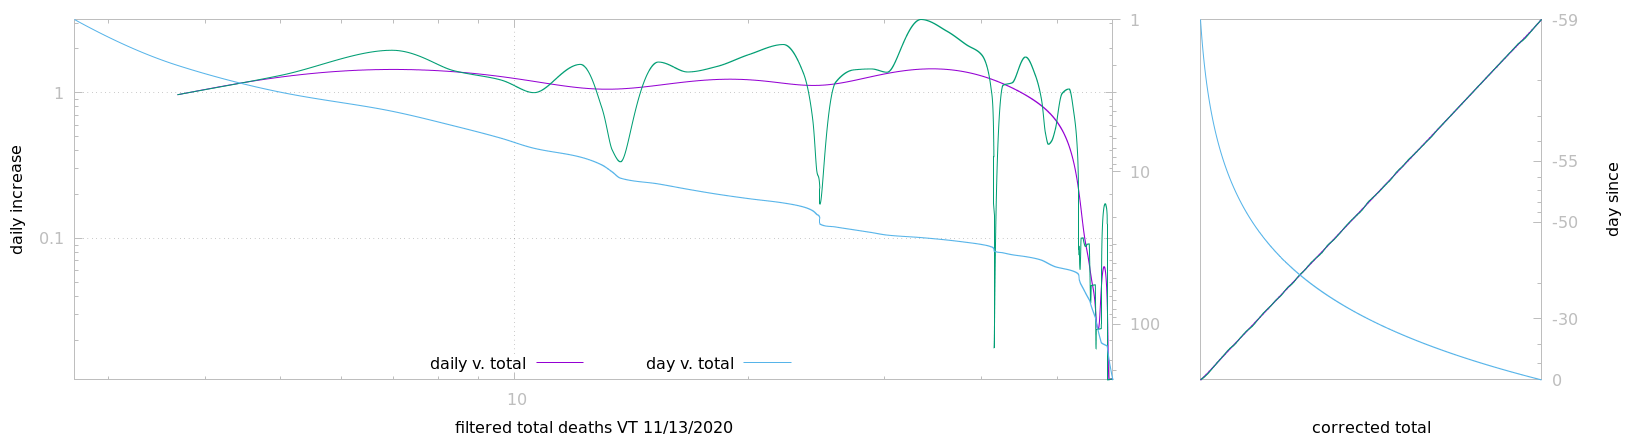 daily increase
1
0.1
10
daily v. total
day v. total
1
10
100
filtered total deaths VT 11/13/2020
-59
-55
-50
-30
0
day since
corrected total